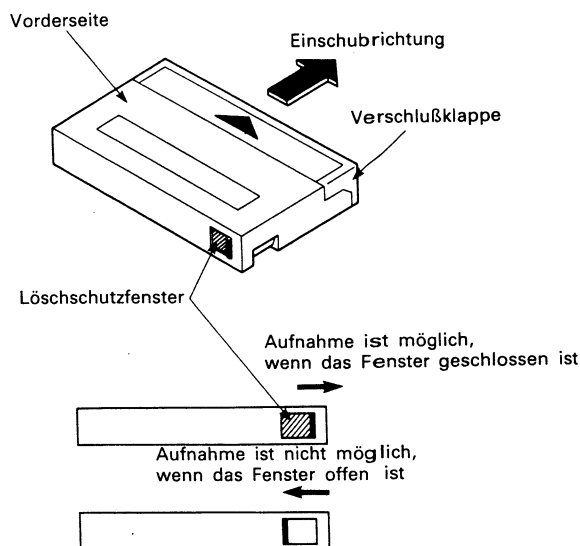 Vorderseite
Einschubrichtung
Verschlußklappe
Löschschutzfenster
Aufnahme ist möglich,
wenn das Fenster geschlossen ist
Aufnahme ist nicht möglich,
wenn das Fenster offen ist